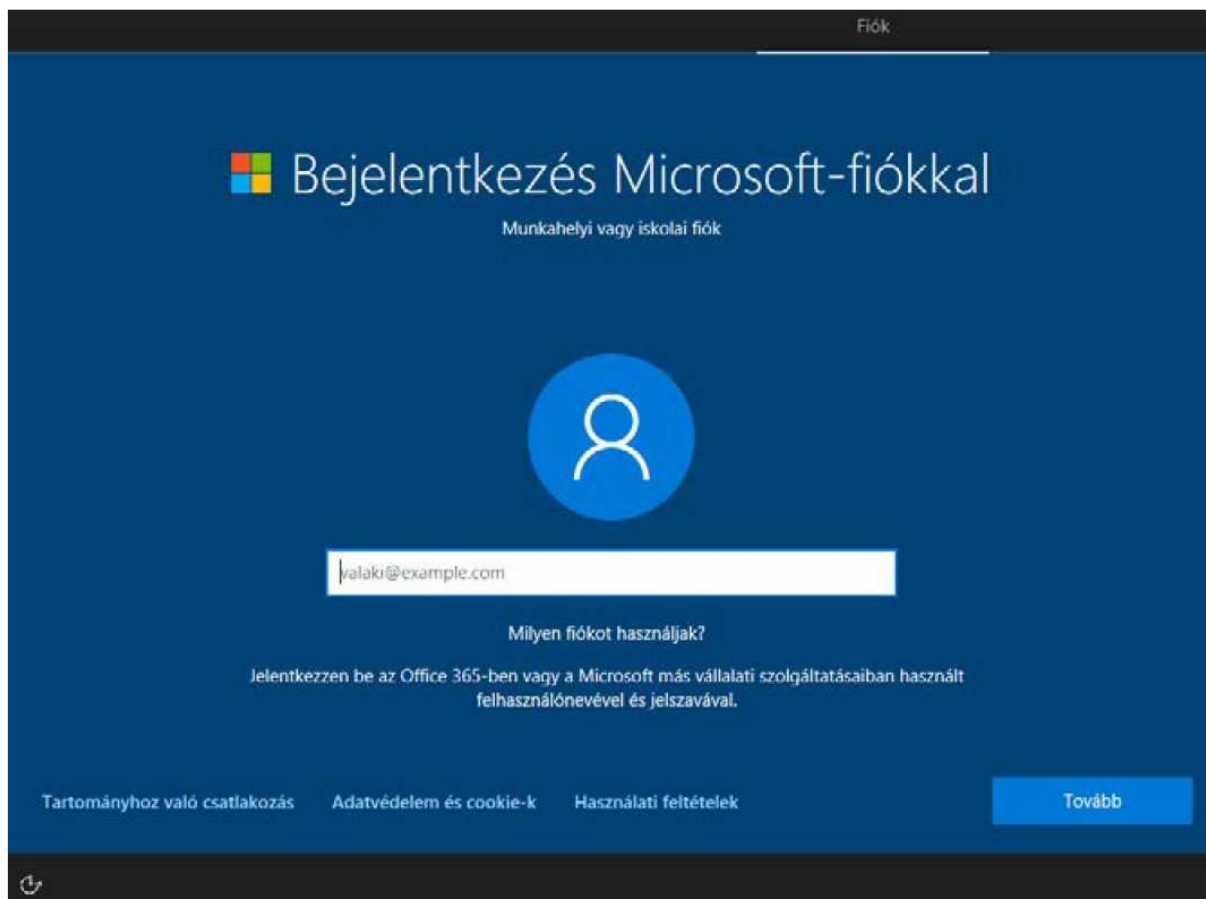 Fiók
Bejelentkezés Microsoft-fiókkal
Munkahelyi vagy iskolai fiók
valaki@example.com
Milyen fiókot használjak?
Jelentkezzen be az Office 365-ben vagy a Microsoft más vállalati szolgáltatásaiban használt
felhasználónevével és jelszavával.
Tartományhoz való csatlakozás Adatvédelem és cookie-k Használati feltételek Tovább